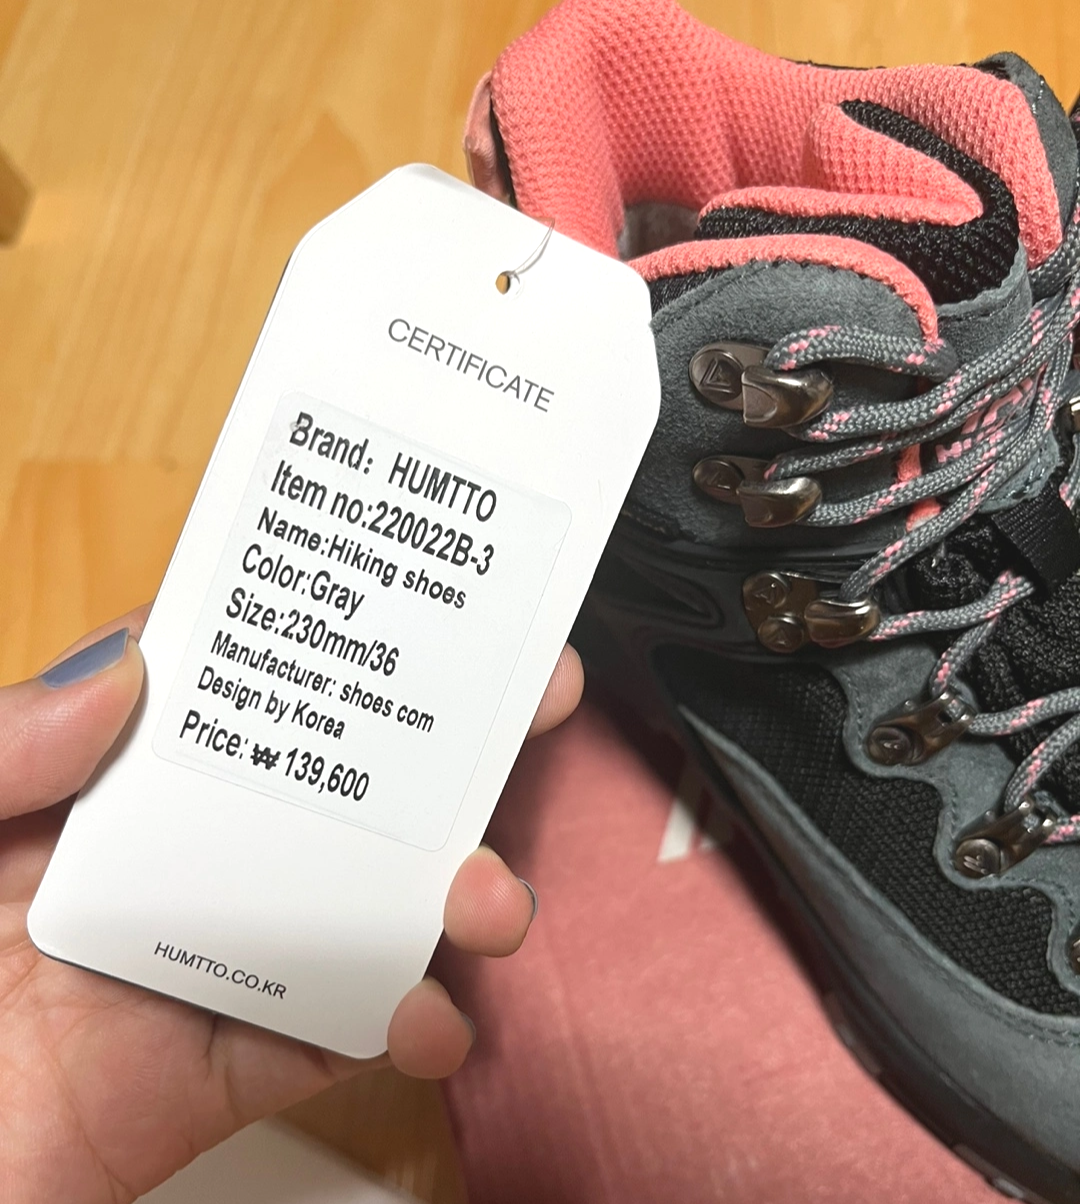 CERTIFICATE
Brand: HUMTTO
Item no:220022B-3
Name:Hiking shoes
Color:Gray
Size:230mm/36
Manufacturer: shoes com
Design by Korea
Price: ₩ 139,600
HUMTTO.CO.KR